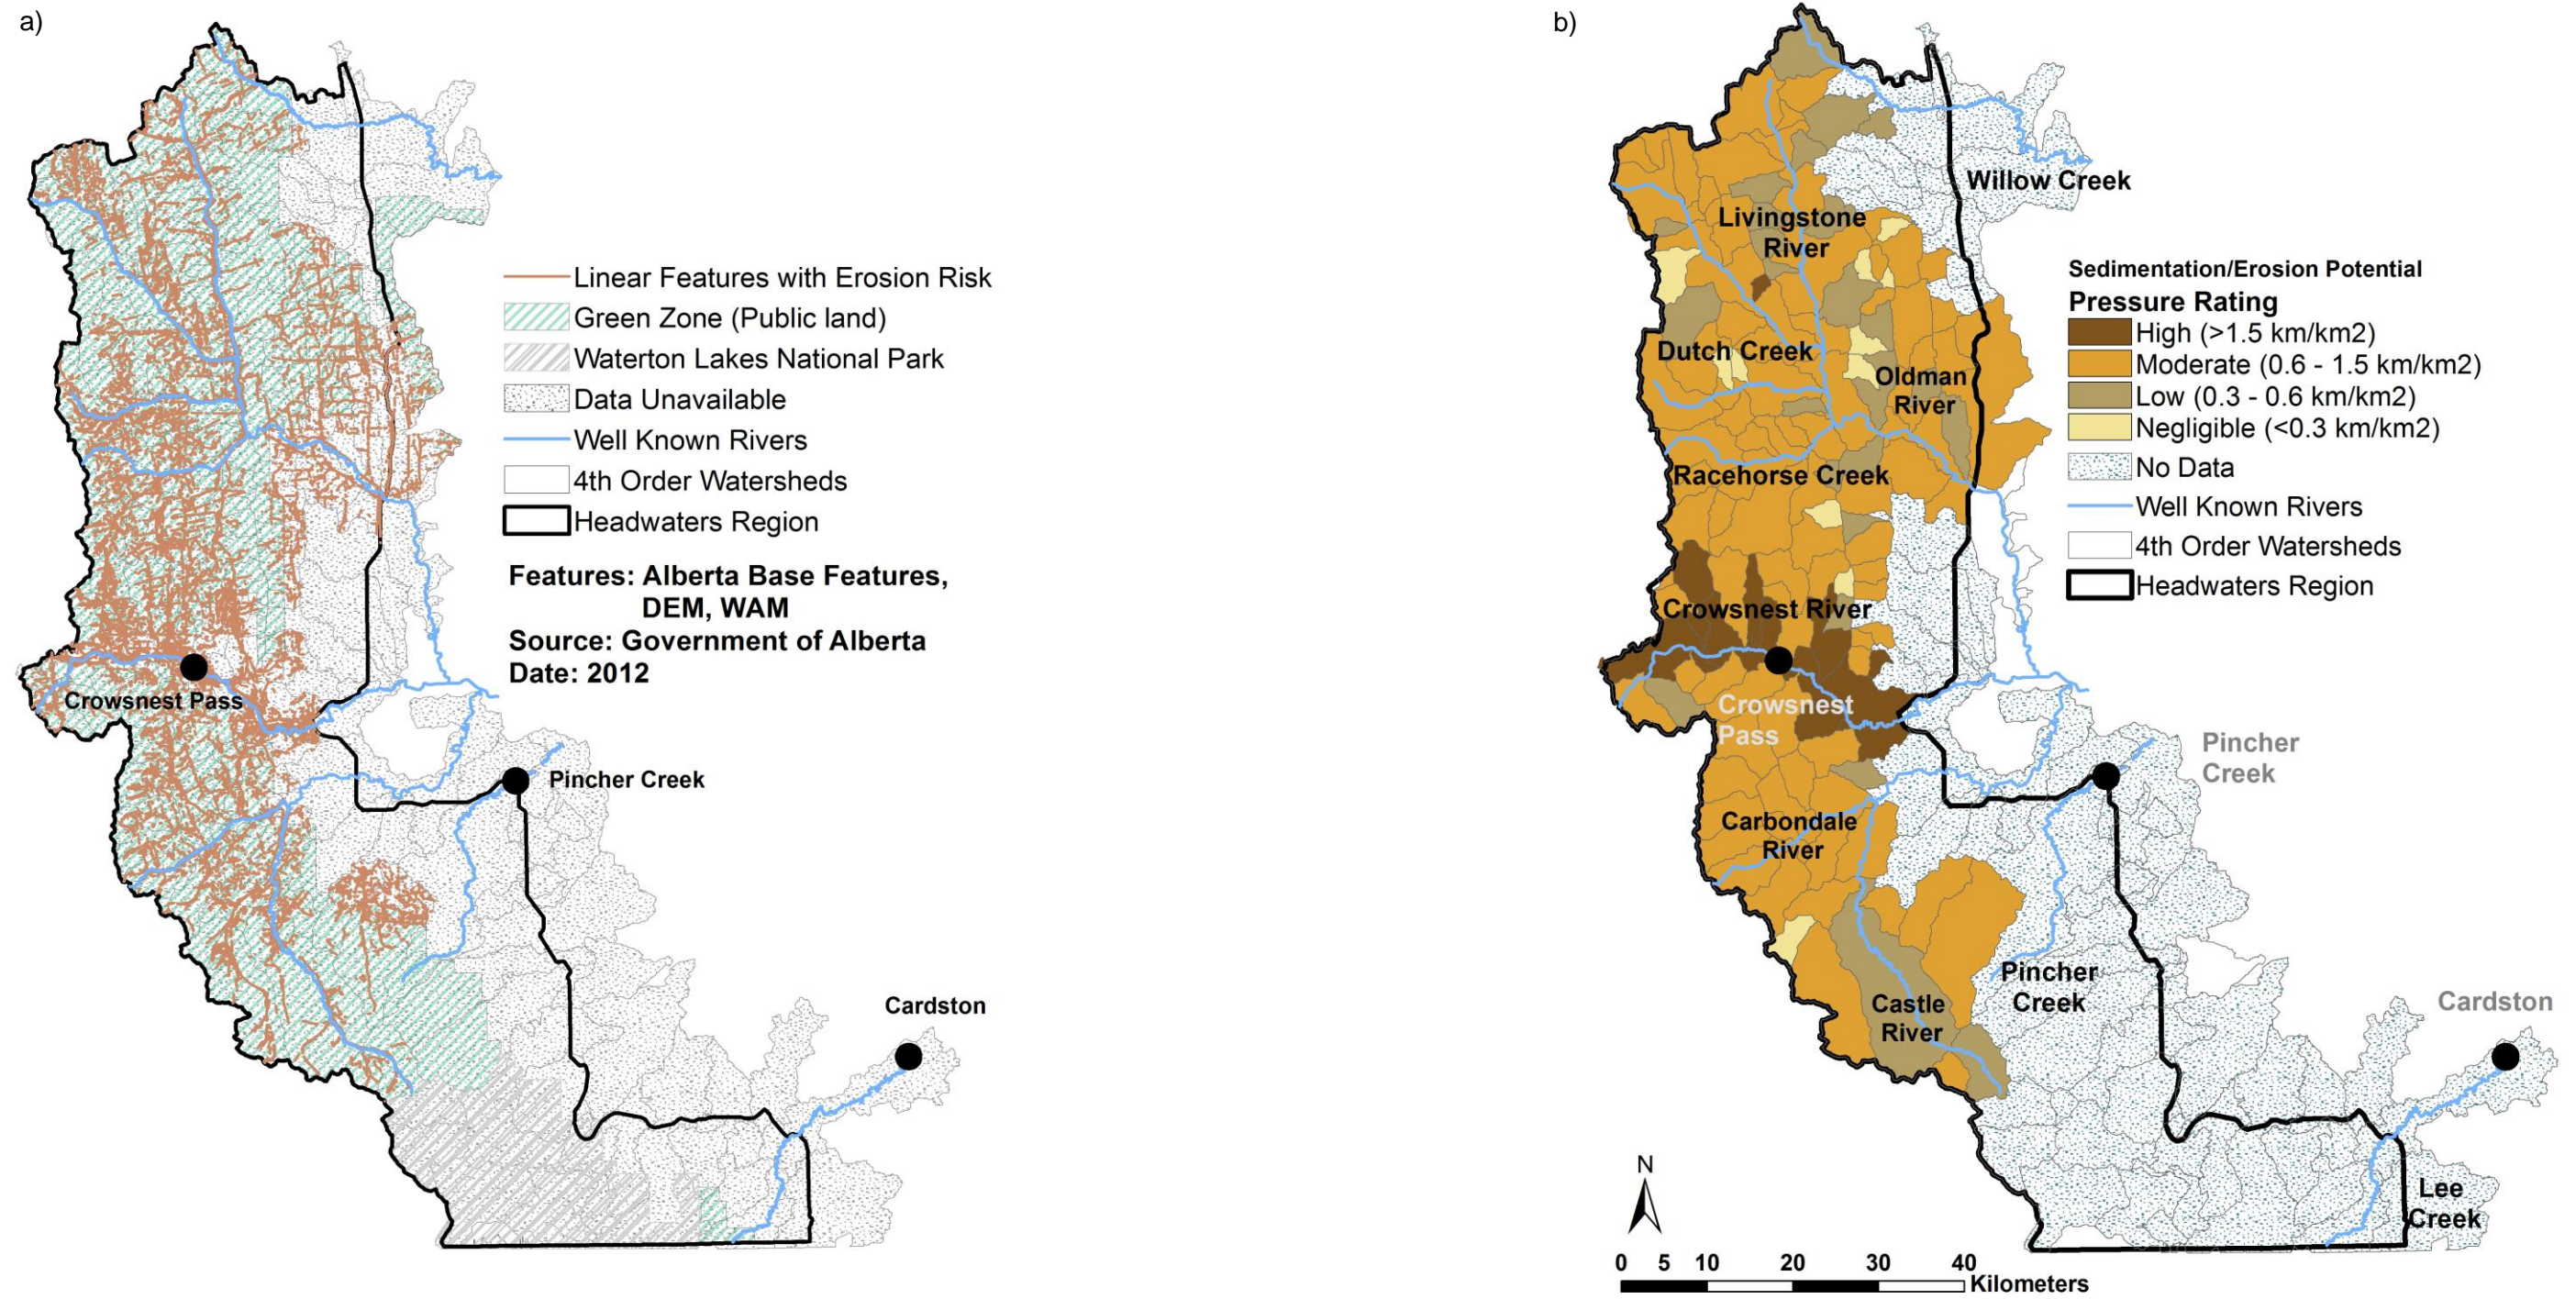 a)
Linear Features with Erosion Risk
Green Zone (Public land)
Waterton Lakes National Park
Data Unavailable
Well Known Rivers
4th Order Watersheds
Headwaters Region
Features: Alberta Base Features,
DEM, WAM
Source: Government of Alberta
Date: 2012
Crowsnest Pass
Pincher Creek
Cardston
b)
Willow Creek
Livingstone
River
Dutch Creek
Oldman
River
Racehorse Creek
Crowsnest River
Crowsnest
Pass
Pincher
Creek
Carbondale
River
Castle
River
Pincher
Creek
Cardston
Lee
Creek
Sedimentation/Erosion Potential
Pressure Rating
High (>1.5 km/km2)
Moderate (0.6 - 1.5 km/km2)
Low (0.3 - 0.6 km/km2)
Negligible (<0.3 km/km2)
No Data
Well Known Rivers
4th Order Watersheds
Headwaters Region
N
0 5 10 20 30 40
Kilometers